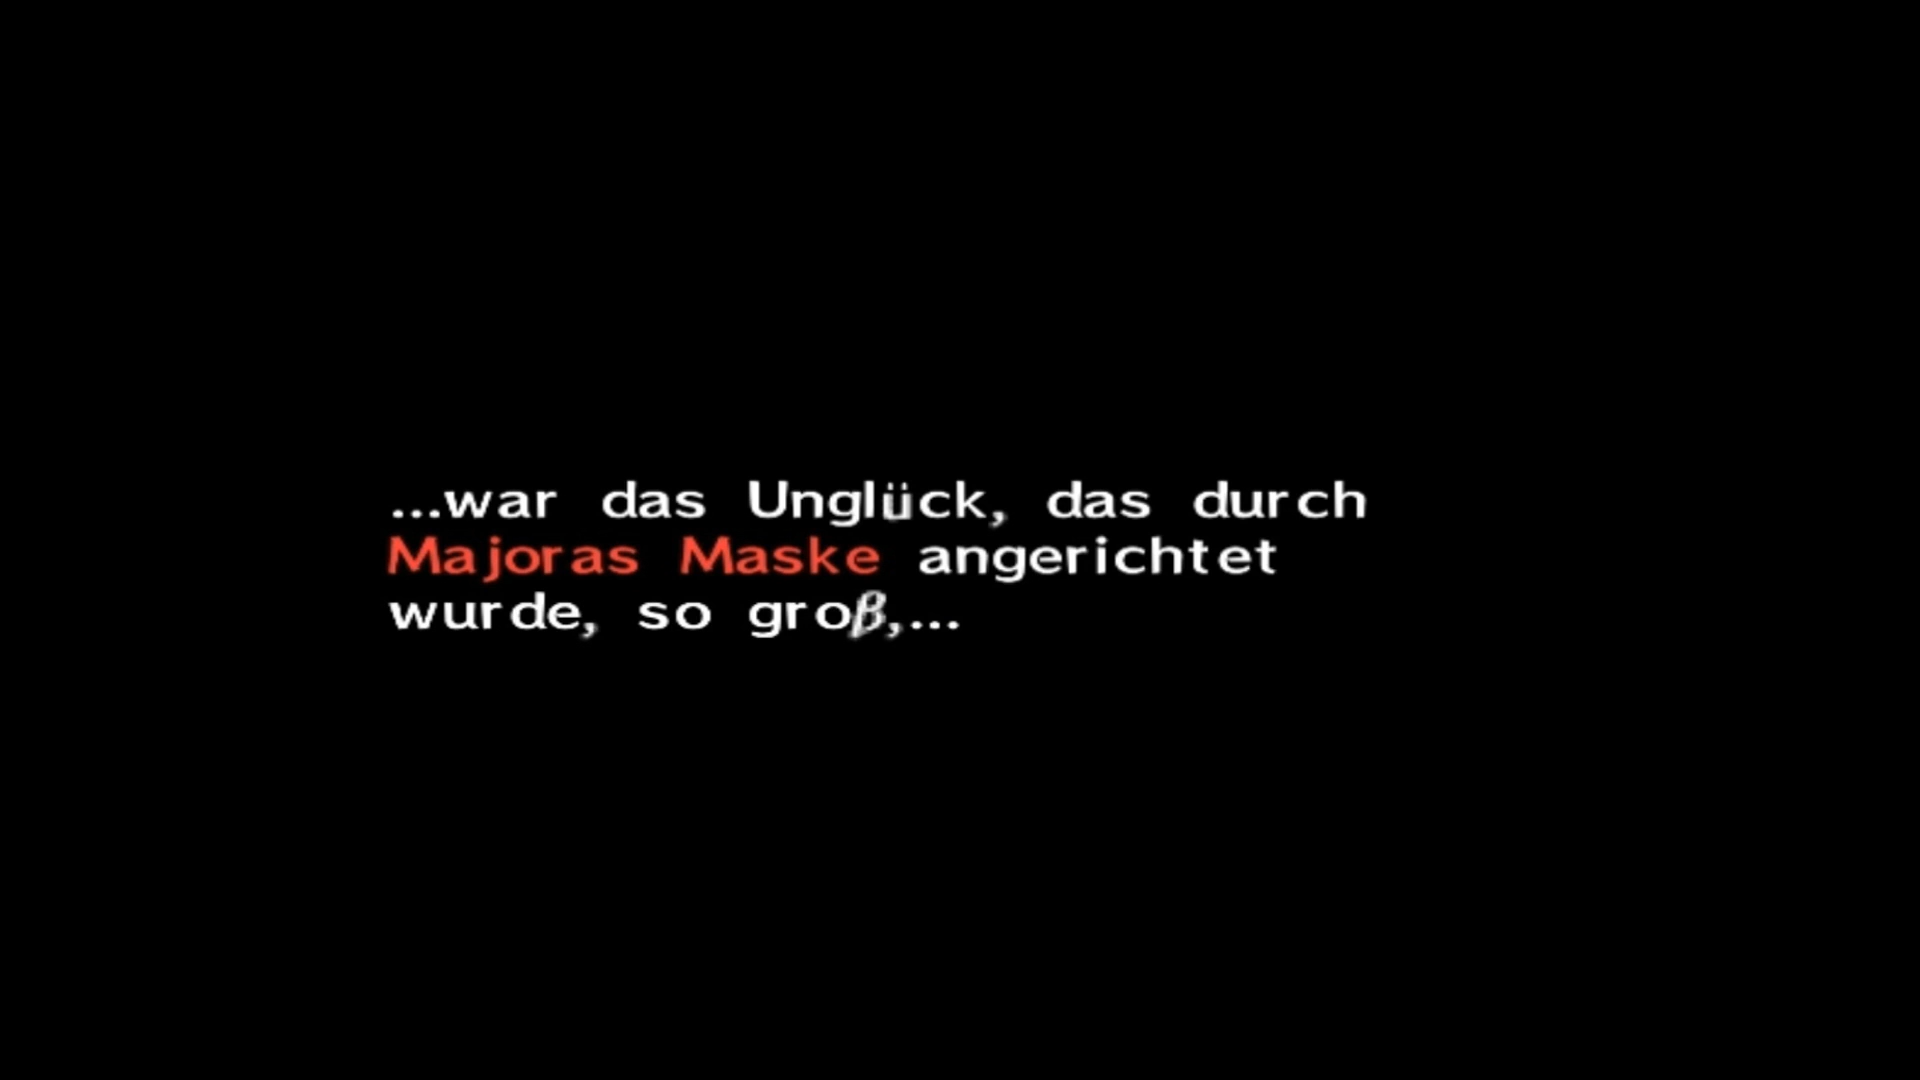 ...war das Unglück, das durch
Majoras Maske angerichtet
wurde, so groß,...